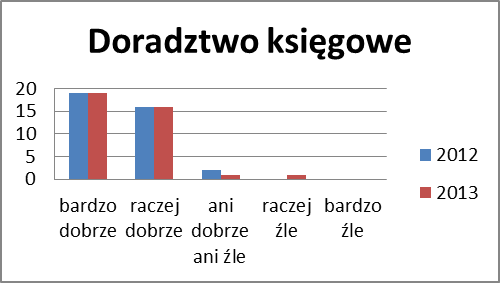 Doradztwo księgowe
20
15
10
5
0
bardzo dobrze
raczej dobrze
ani dobrze ani źle
raczej źle
bardzo źle
2012
2013